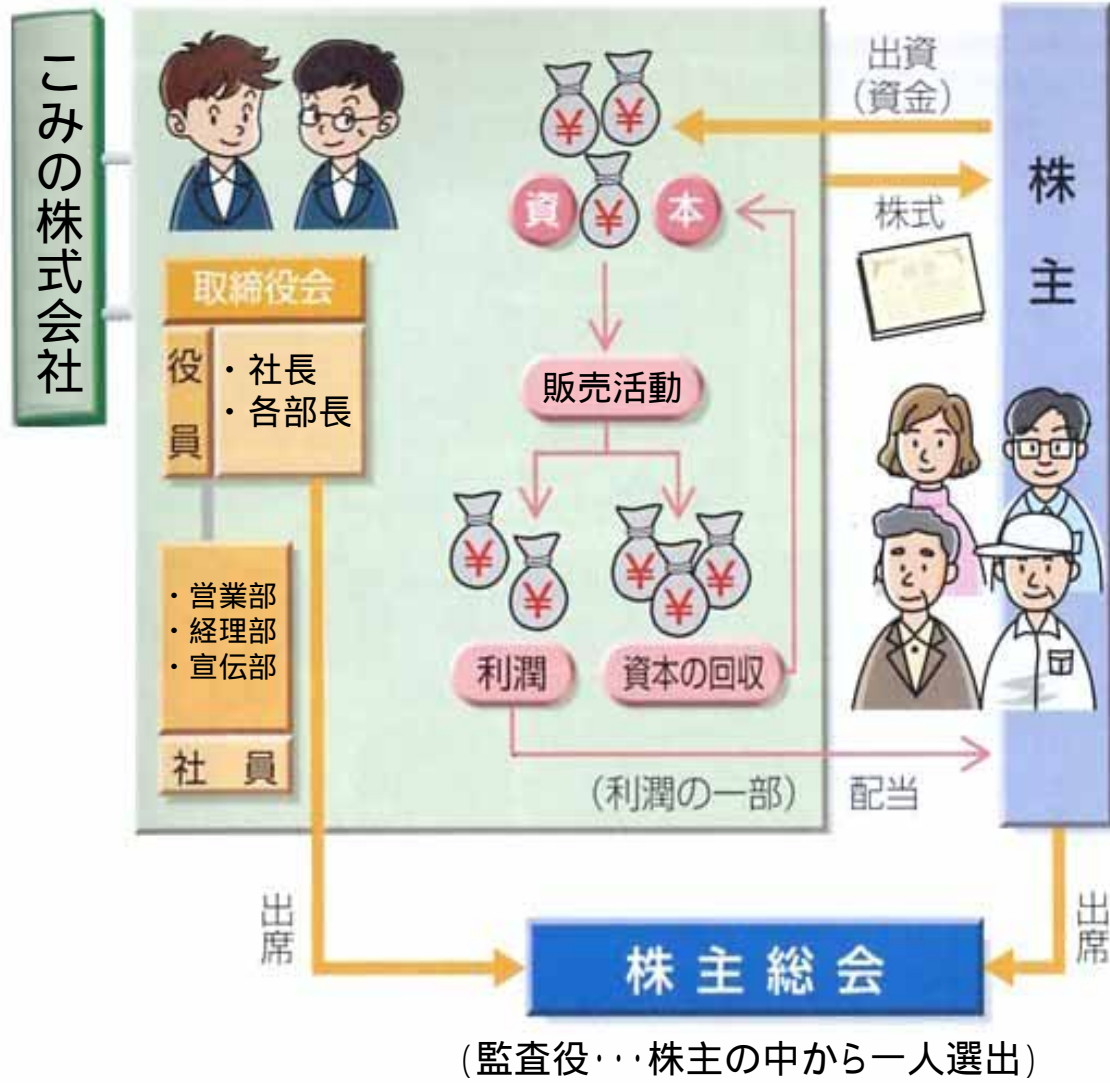 こみの株式会社
取締役会
役員
・社長
・各部長
・営業部
・経理部
・宣伝部
社員
¥
¥
¥
資
本
販売活動
¥
¥
¥
¥
¥
利潤
資本の回収
(利潤の一部)
配当
出資
(資金)
株式
株主
出席
出席
株主総会
(監査役・・・株主の中から一人選出)